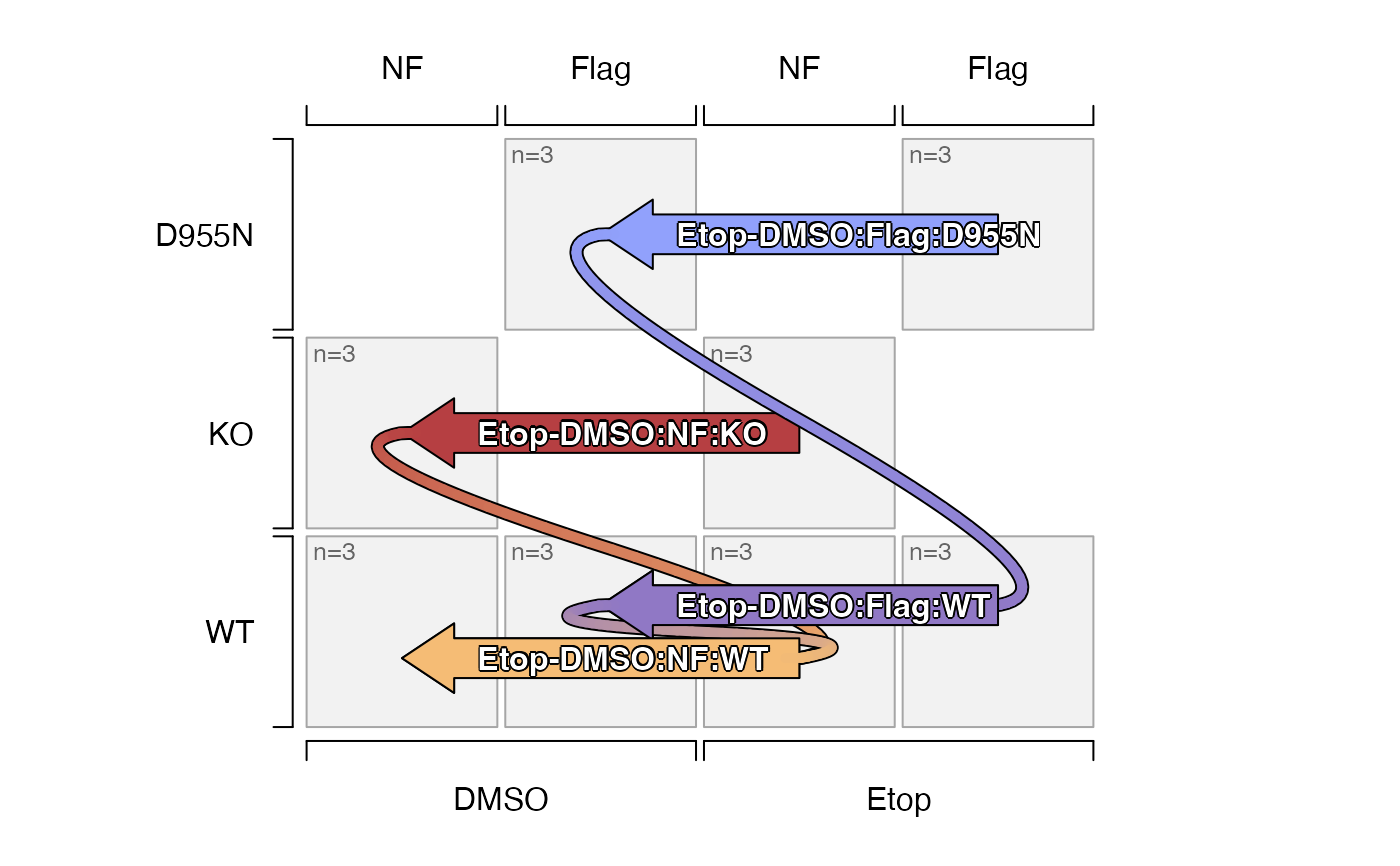 NF Flag NF Flag
n=3 n=3
D955N Etop-DMSO:Flag:D955N
n=3 n=3
KO Etop-DMSO:NF:KO
n=3 n=3 n=3 n=3
Etop-DMSO:Flag:WT
WT
Etop-DMSO:NF:WT
DMSO Etop